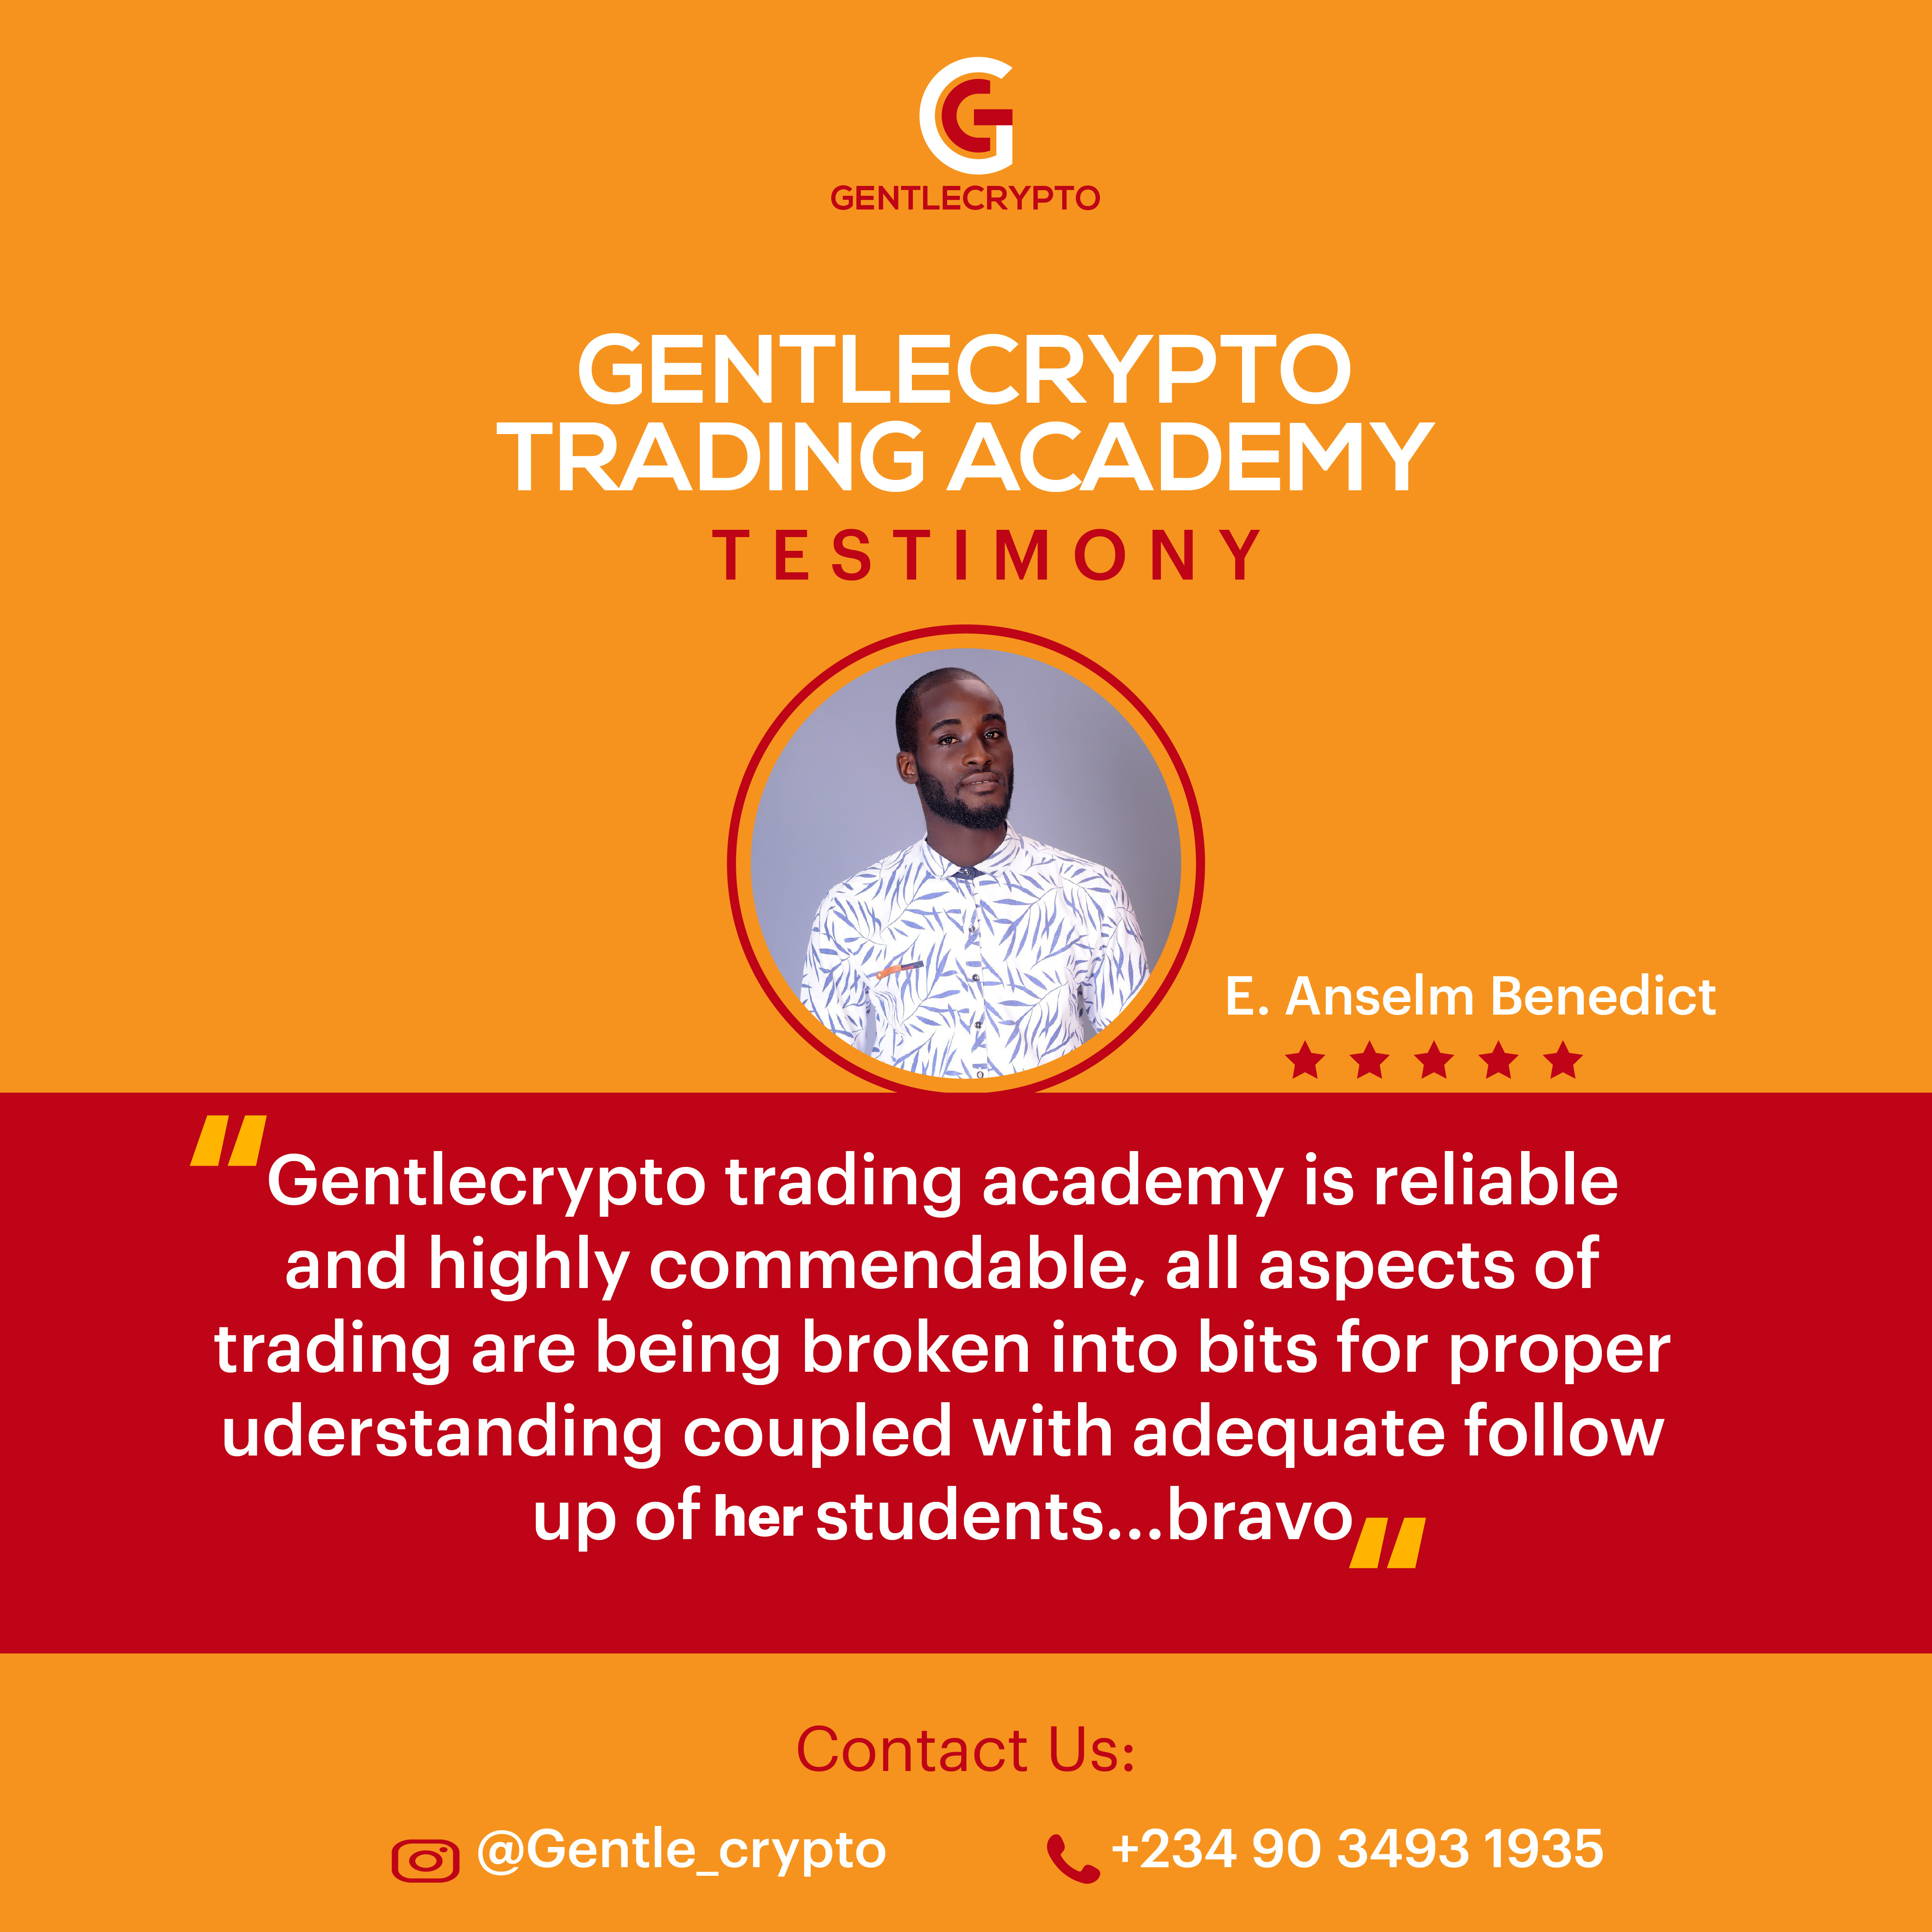 GENTLECRYPTO
GENTLECRYPTO
TRADING ACADEMY
TESTIMONY
E. Anselm Benedict
Gentlecrypto trading academy is reliable
and highly commendable, all aspects of
trading are being broken into bits for proper
uderstanding coupled with adequate follow
up of her students...bravo
Contact Us:
@Gentle_crypto
+234 90 3493 1935